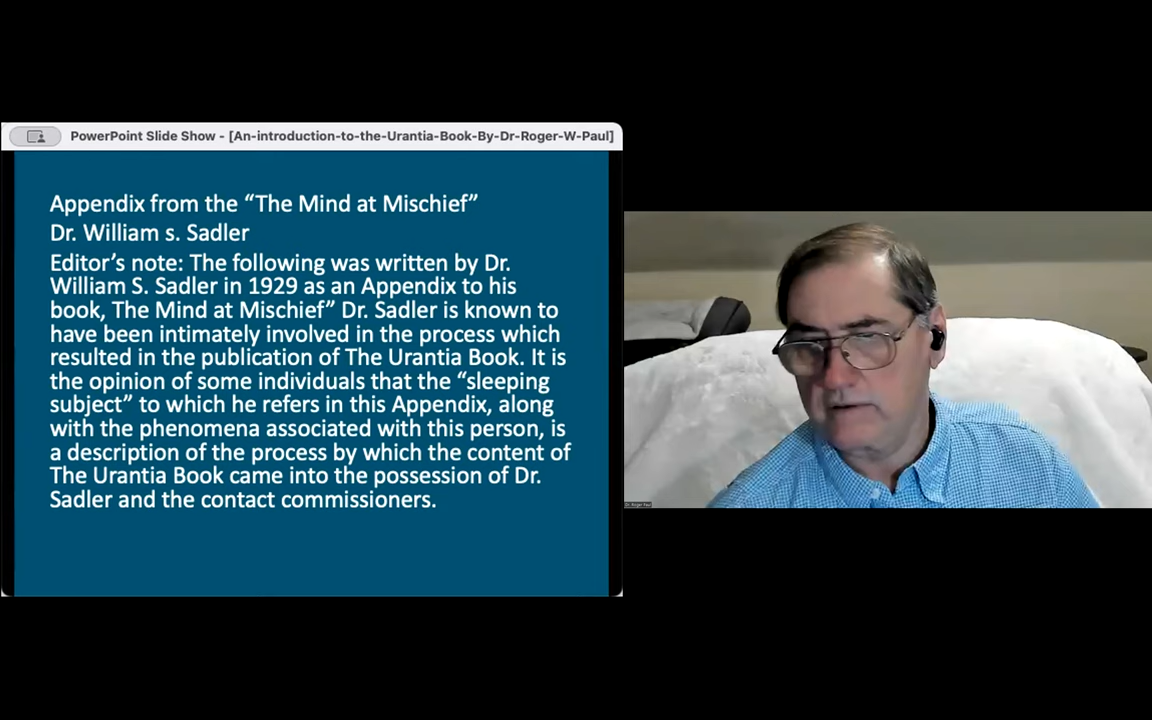 PowerPoint Slide Show - [An-introduction-to-the-Urantia-Book-By-Dr-Roger-W-Paul]
Appendix from the “The Mind at Mischief”
Dr. William s. Sadler
Editor’s note: The following was written by Dr.
William S. Sadler in 1929 as an Appendix to his
book, The Mind at Mischief” Dr. Sadler is known to
have been intimately involved in the process which
resulted in the publication of The Urantia Book. It is
the opinion of some individuals that the “sleeping
subject” to which he refers in this Appendix, along
with the phenomena associated with this person, is
a description of the process by which the content of
The Urantia Book came into the possession of Dr.
Sadler and the contact commissioners.
Dr. Roger Paul